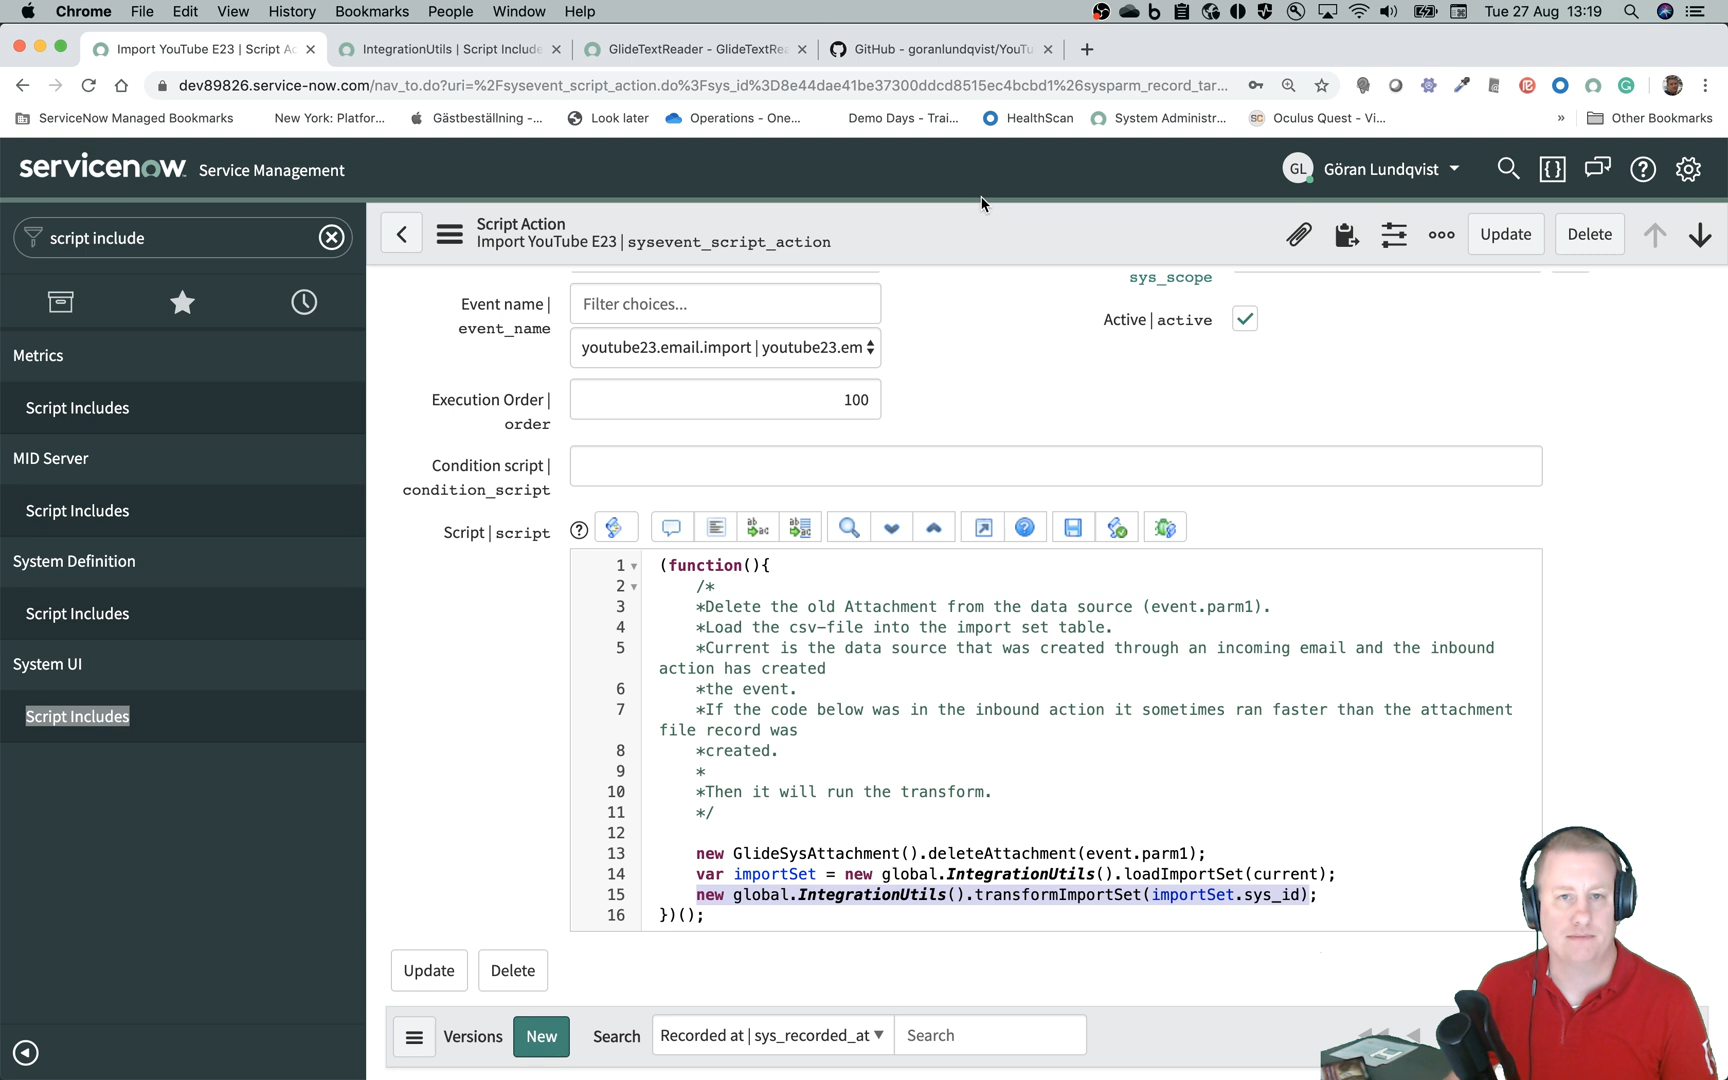 Chrome File Edit View History Bookmarks People Window Help Tue 27 Aug 13:19
Import YouTube E23 | Script Ac IntegrationUtils | Script Include GlideTextReader - GlideTextRea GitHub - goranlundqvist/YouTu
dev89826.service-now.com/nav_to.do?uri=%2Fsysevent_script_action.do%3Fsys_id%3D8e44dae41be37300ddcd8515ec4bcbd1%26sysparm_record_tar...
ServiceNow Managed Bookmarks New York: Platfor... Gästbeställning -... Look later Operations - One... Demo Days - Trai... HealthScan System Administr... SC Oculus Quest - Vi... » Other Bookmarks
servicenow Service Management GL Göran Lundqvist
script include
Metrics
Script Includes
MID Server
Script Includes
System Definition
Script Includes
System UI
Script Includes
Script Action
Import YouTube E23 | sysevent_script_action
Update Delete
sys_scope
Event name | event_name
Filter choices...
youtube23.email.import | youtube23.em
Active | active
Execution Order | order
100
Condition script | condition_script
Script | script
1 (function(){
2 /*
3 *Delete the old Attachment from the data source (event.parm1).
4 *Load the csv-file into the import set table.
5 *Current is the data source that was created through an incoming email and the inbound
action has created
6 *the event.
7 *If the code below was in the inbound action it sometimes ran faster than the attachment
file record was
8 *created.
9 *
10 *Then it will run the transform.
11 */
12
13 new GlideSysAttachment().deleteAttachment(event.parm1);
14 var importSet = new global.IntegrationUtils().loadImportSet(current);
15 new global.IntegrationUtils().transformImportSet(importSet.sys_id);
16 })();
Update Delete
Versions New Search Recorded at | sys_recorded_at ▼ Search